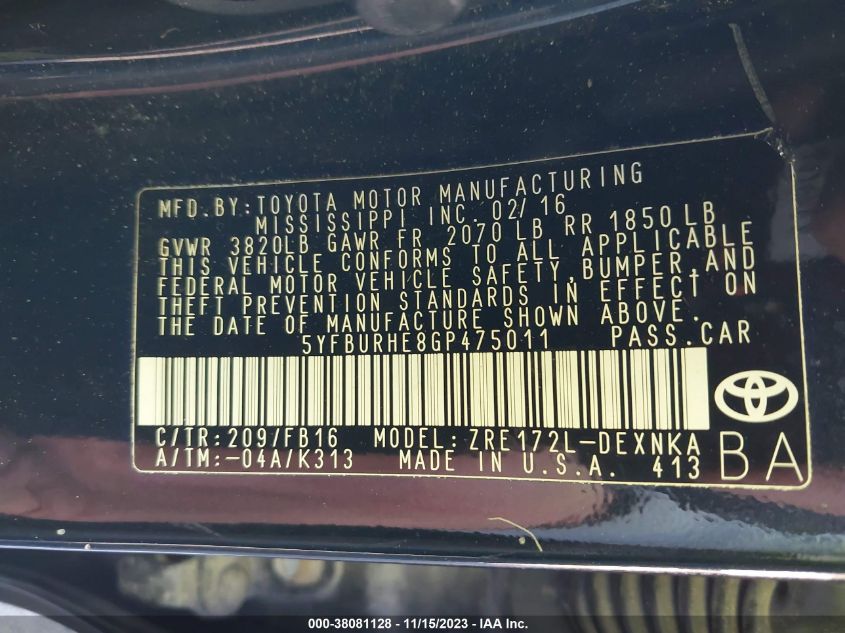 MFD. BY: TOYOTA MOTOR MANUFACTURING
MISSISSIPPI INC. 02/16
GVWR 3820LB GAWR FR 2070 LB RR 1850 LB
THIS VEHICLE CONFORMS TO ALL APPLICABLE
FEDERAL MOTOR VEHICLE SAFETY, BUMPER, AND
THEFT PREVENTION STANDARDS IN EFFECT ON
THE DATE OF MANUFACTURE SHOWN ABOVE.
5YFBURHE8GP475011 PASS. CAR
C/TR: 209/FB16 MODEL: ZRE172L-DEXNKA
A/TM: -04A/K313 MADE IN U.S.A. 413
BA
000-38081128 - 11/15/2023 - IAA Inc.